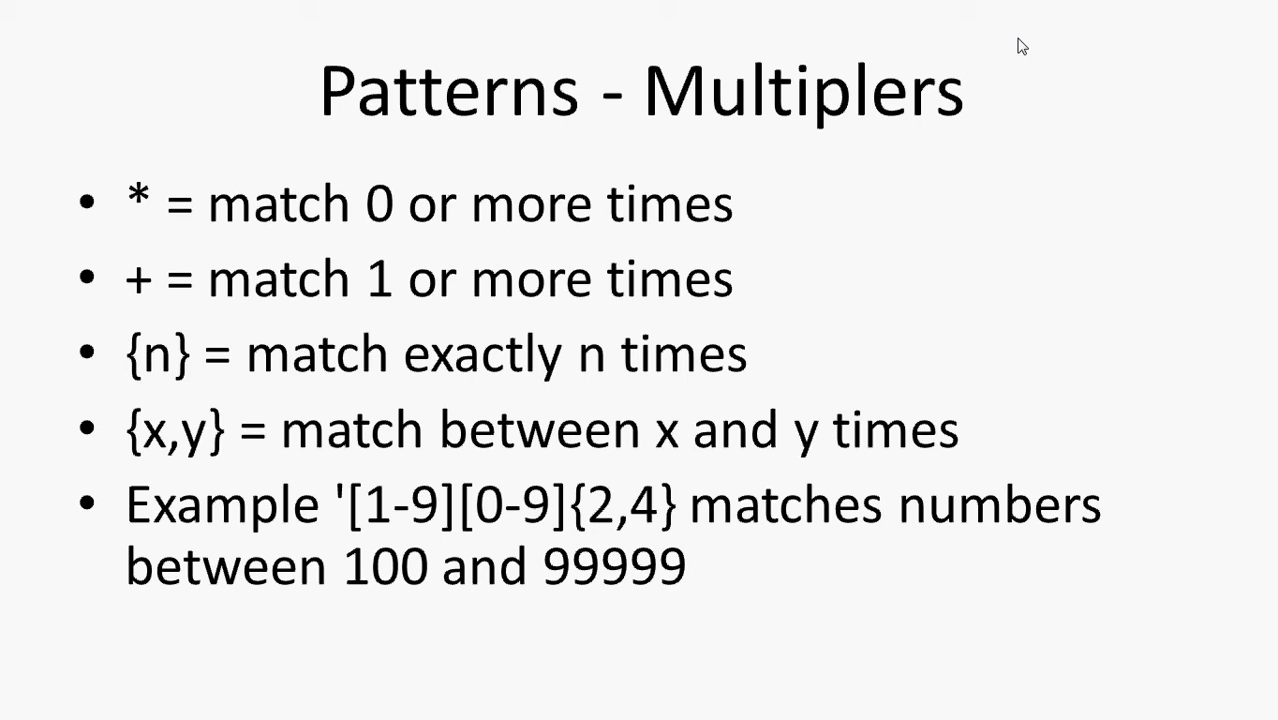 Patterns - Multiplers
• * = match 0 or more times
• + = match 1 or more times
• {n} = match exactly n times
• {x,y} = match between x and y times
• Example '[1-9][0-9]{2,4} matches numbers
between 100 and 99999